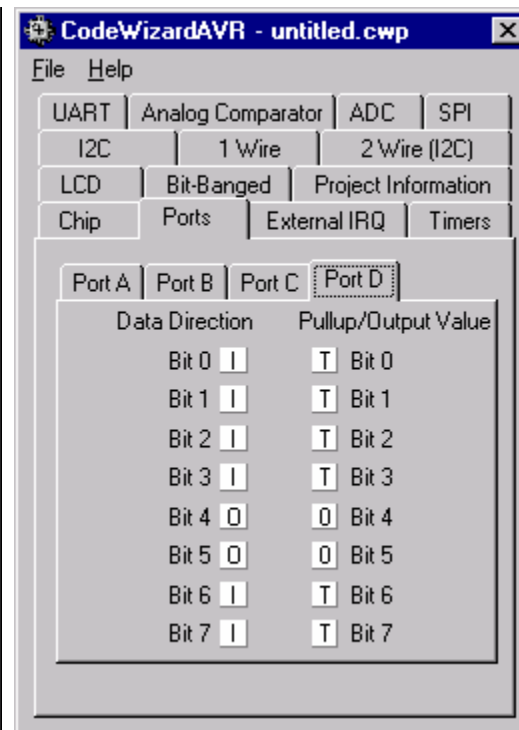 CodeWizardAVR - untitled.cwp
File Help
UART Analog Comparator ADC SPI
I2C 1 Wire 2 Wire (I2C)
LCD Bit-Banged Project Information
Chip Ports External IRQ Timers
Port A Port B Port C Port D
Data Direction Pullup/Output Value
Bit 0 I T Bit 0
Bit 1 I T Bit 1
Bit 2 I T Bit 2
Bit 3 I T Bit 3
Bit 4 O 0 Bit 4
Bit 5 O 0 Bit 5
Bit 6 I T Bit 6
Bit 7 I T Bit 7